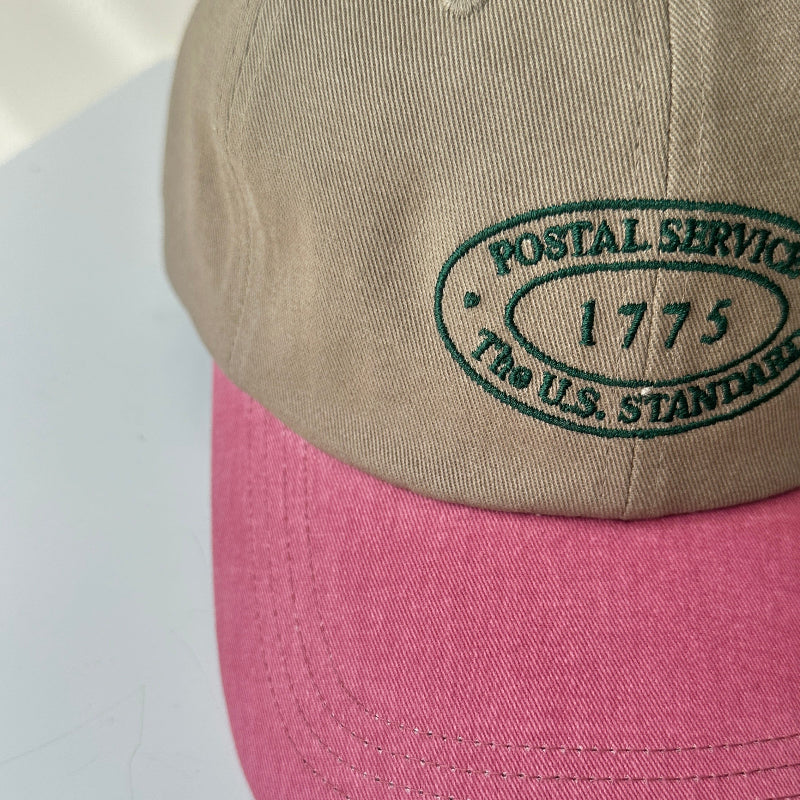 POSTAL SERVICE
1775
The U.S. STANDARD